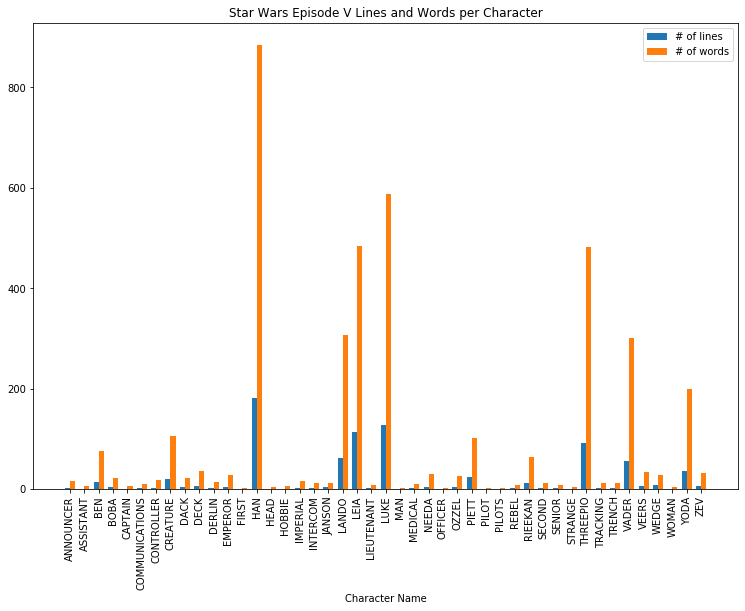 Star Wars Episode V Lines and Words per Character
# of lines
# of words
800
600
400
200
0
ANNOUNCER
ASSISTANT
BEN
BOBA
CAPTAIN
COMMUNICATIONS
CONTROLLER
CREATURE
DACK
DECK
DERLIN
EMPEROR
FIRST
HAN
HEAD
HOBBIE
IMPERIAL
INTERCOM
JANSON
LANDO
LEIA
LIEUTENANT
LUKE
MAN
MEDICAL
NEEDA
OFFICER
OZZEL
PIETT
PILOT
PILOTS
REBEL
RIEEKAN
SECOND
SENIOR
STRANGE
THREEPIO
TRACKING
TRENCH
VADER
VEERS
WEDGE
WOMAN
YODA
ZEV
Character Name